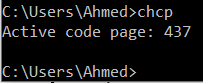 C:\Users\Ahmed>chcp
Active code page: 437
C:\Users\Ahmed>